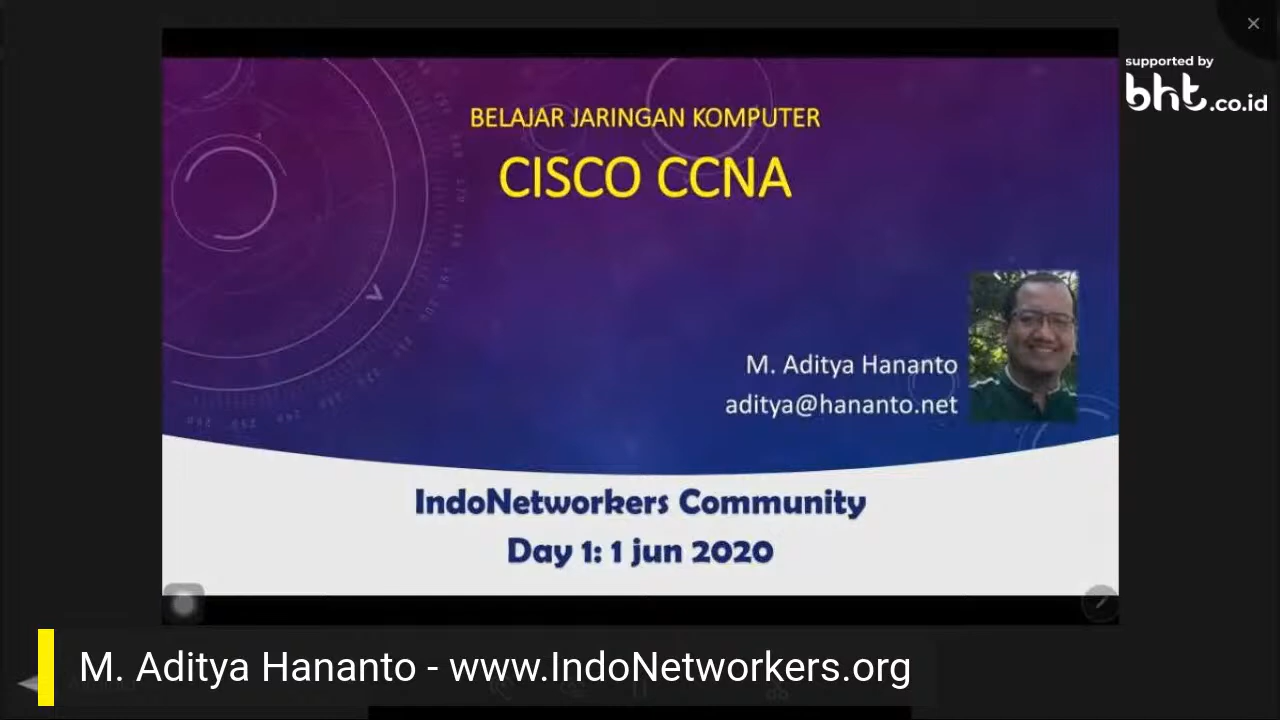 supported by
bht.co.id
BELAJAR JARINGAN KOMPUTER
CISCO CCNA
M. Aditya Hananto
aditya@hananto.net
IndoNetworkers Community
Day 1: 1 jun 2020
M. Aditya Hananto - www.IndoNetworkers.org